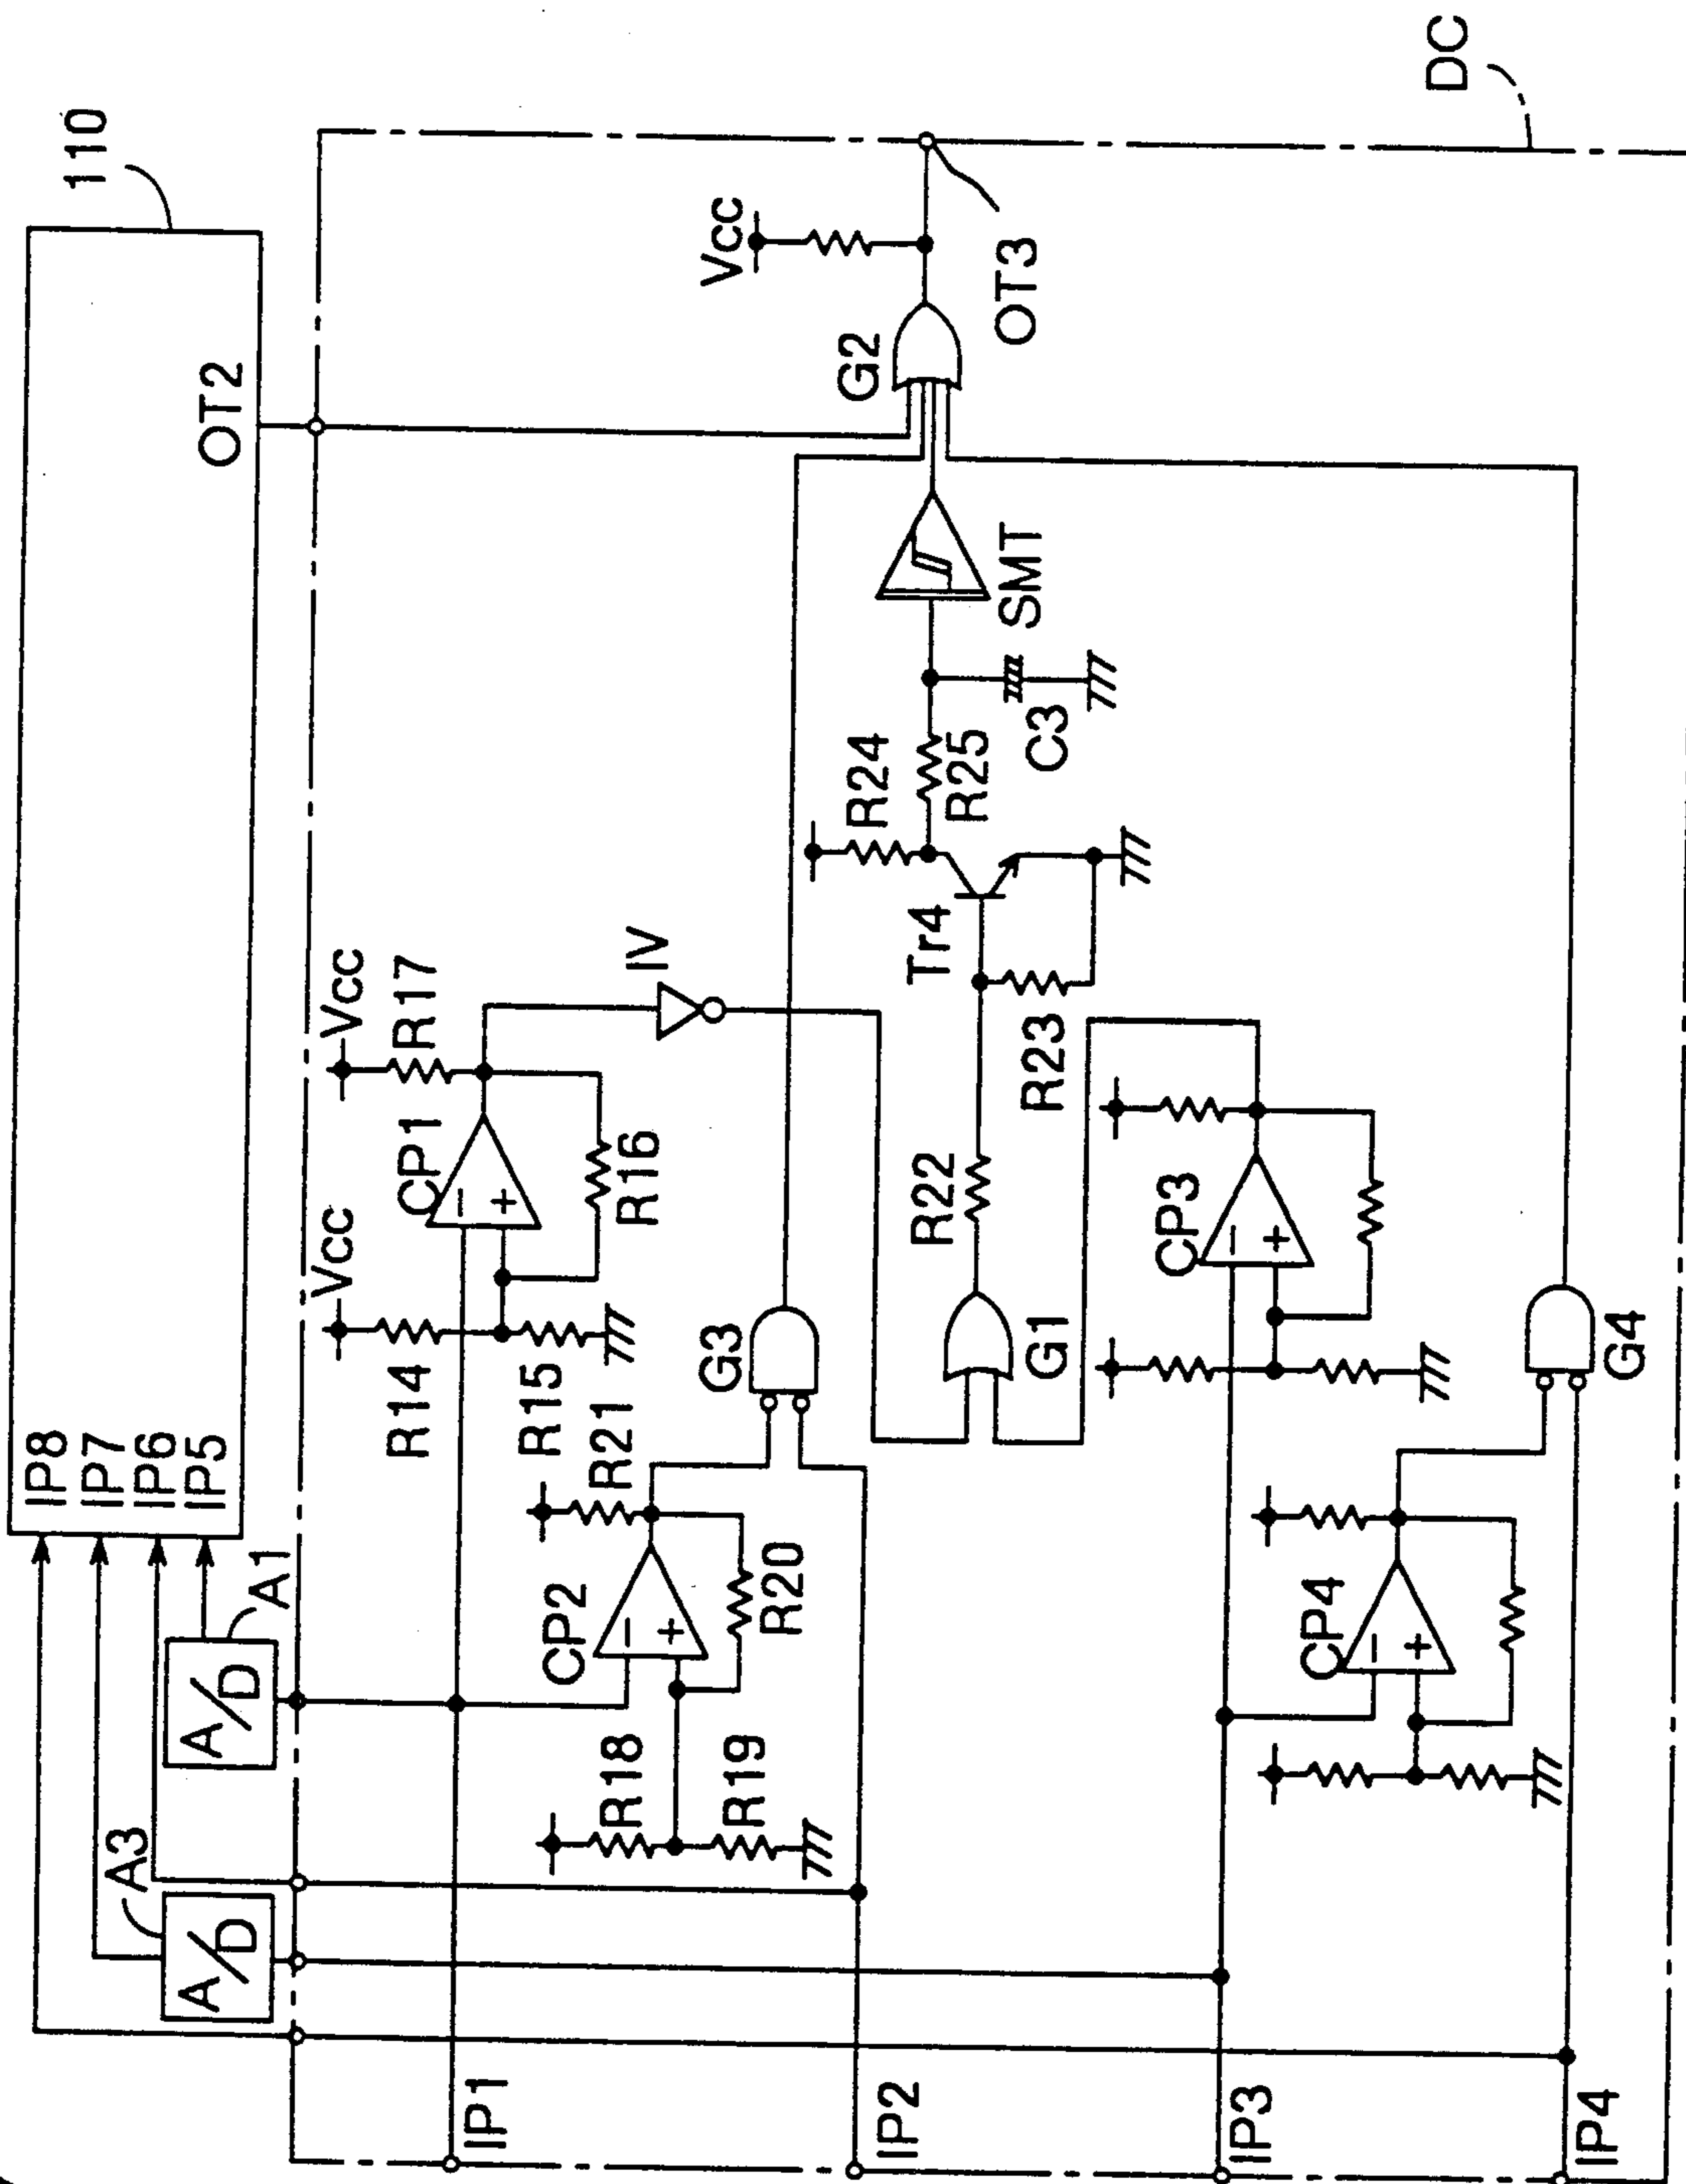 110
IP8
IP7
IP6
IP5
OT2
A3
A/D
A/D
A1
DC
Vcc
Vcc
Vcc
R14
R15
CP1
−
+
R16
R17
IV
R18
R19
CP2
−
+
R20
R21
G3
G2
OT3
SMT
C3
R24
R25
Tr4
R23
R22
G1
CP3
−
+
CP4
−
+
G4
IP1
IP2
IP3
IP4